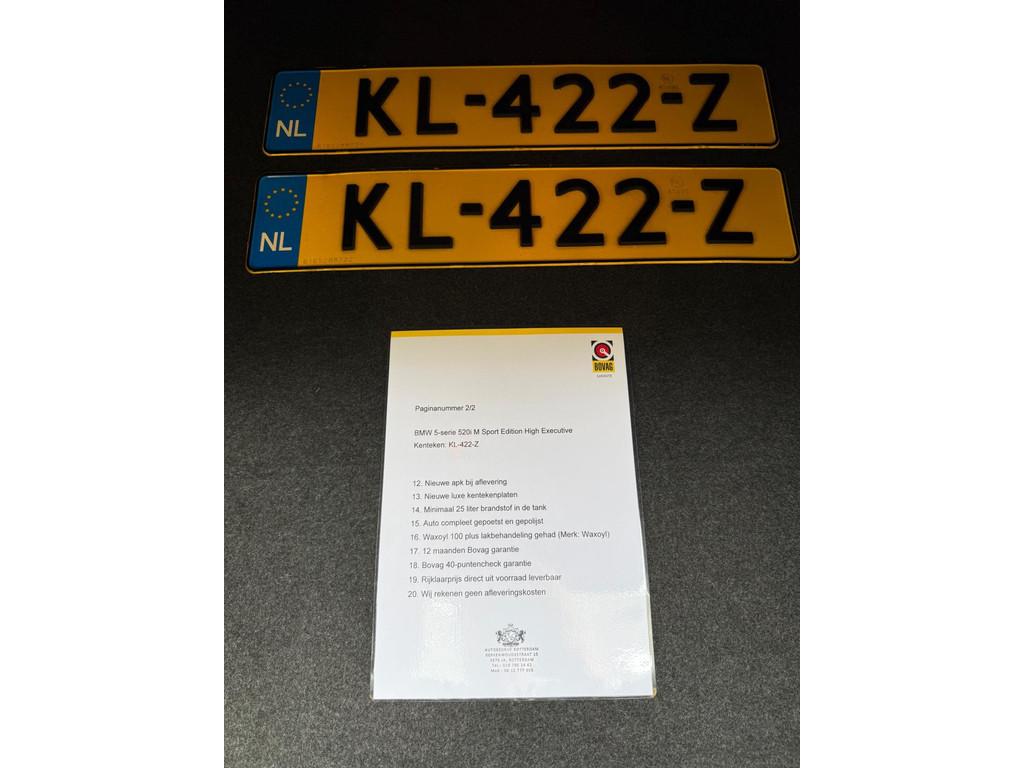 NL KL-422-Z
NL KL-422-Z
BOVAG
Paginanummer 2/2
BMW 5-serie 520i M Sport Edition High Executive
Kenteken: KL-422-Z
12. Nieuwe apk bij aflevering
13. Nieuwe luxe kentekenplaten
14. Minimaal 25 liter brandstof in de tank
15. Auto compleet gepoetst en gepolijst
16. Waxoyl 100 plus lakbehandeling gehad (Merk: Waxoyl)
17. 12 maanden Bovag garantie
18. Bovag 40-puntencheck garantie
19. Rijklaarprijs direct uit voorraad leverbaar
20. Wij rekenen geen afleveringskosten
AUTOBEDRIJF ROTTERDAM
ROTTERDAM